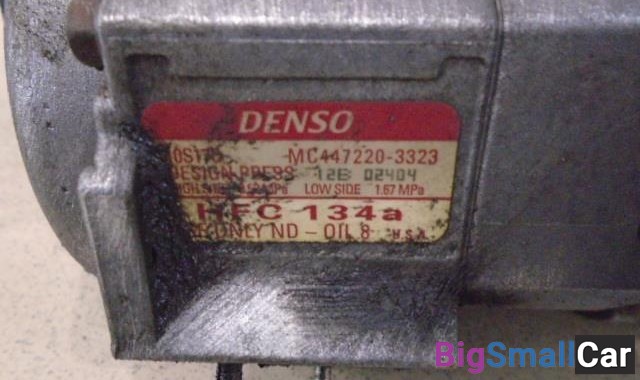 DENSO
MC447220-3323
DESIGN PRESS 12B 02404
LOW SIDE 1.67 MPa
HFC 134a
ONLY ND-OIL 8 U.S.A.
BigSmallCar